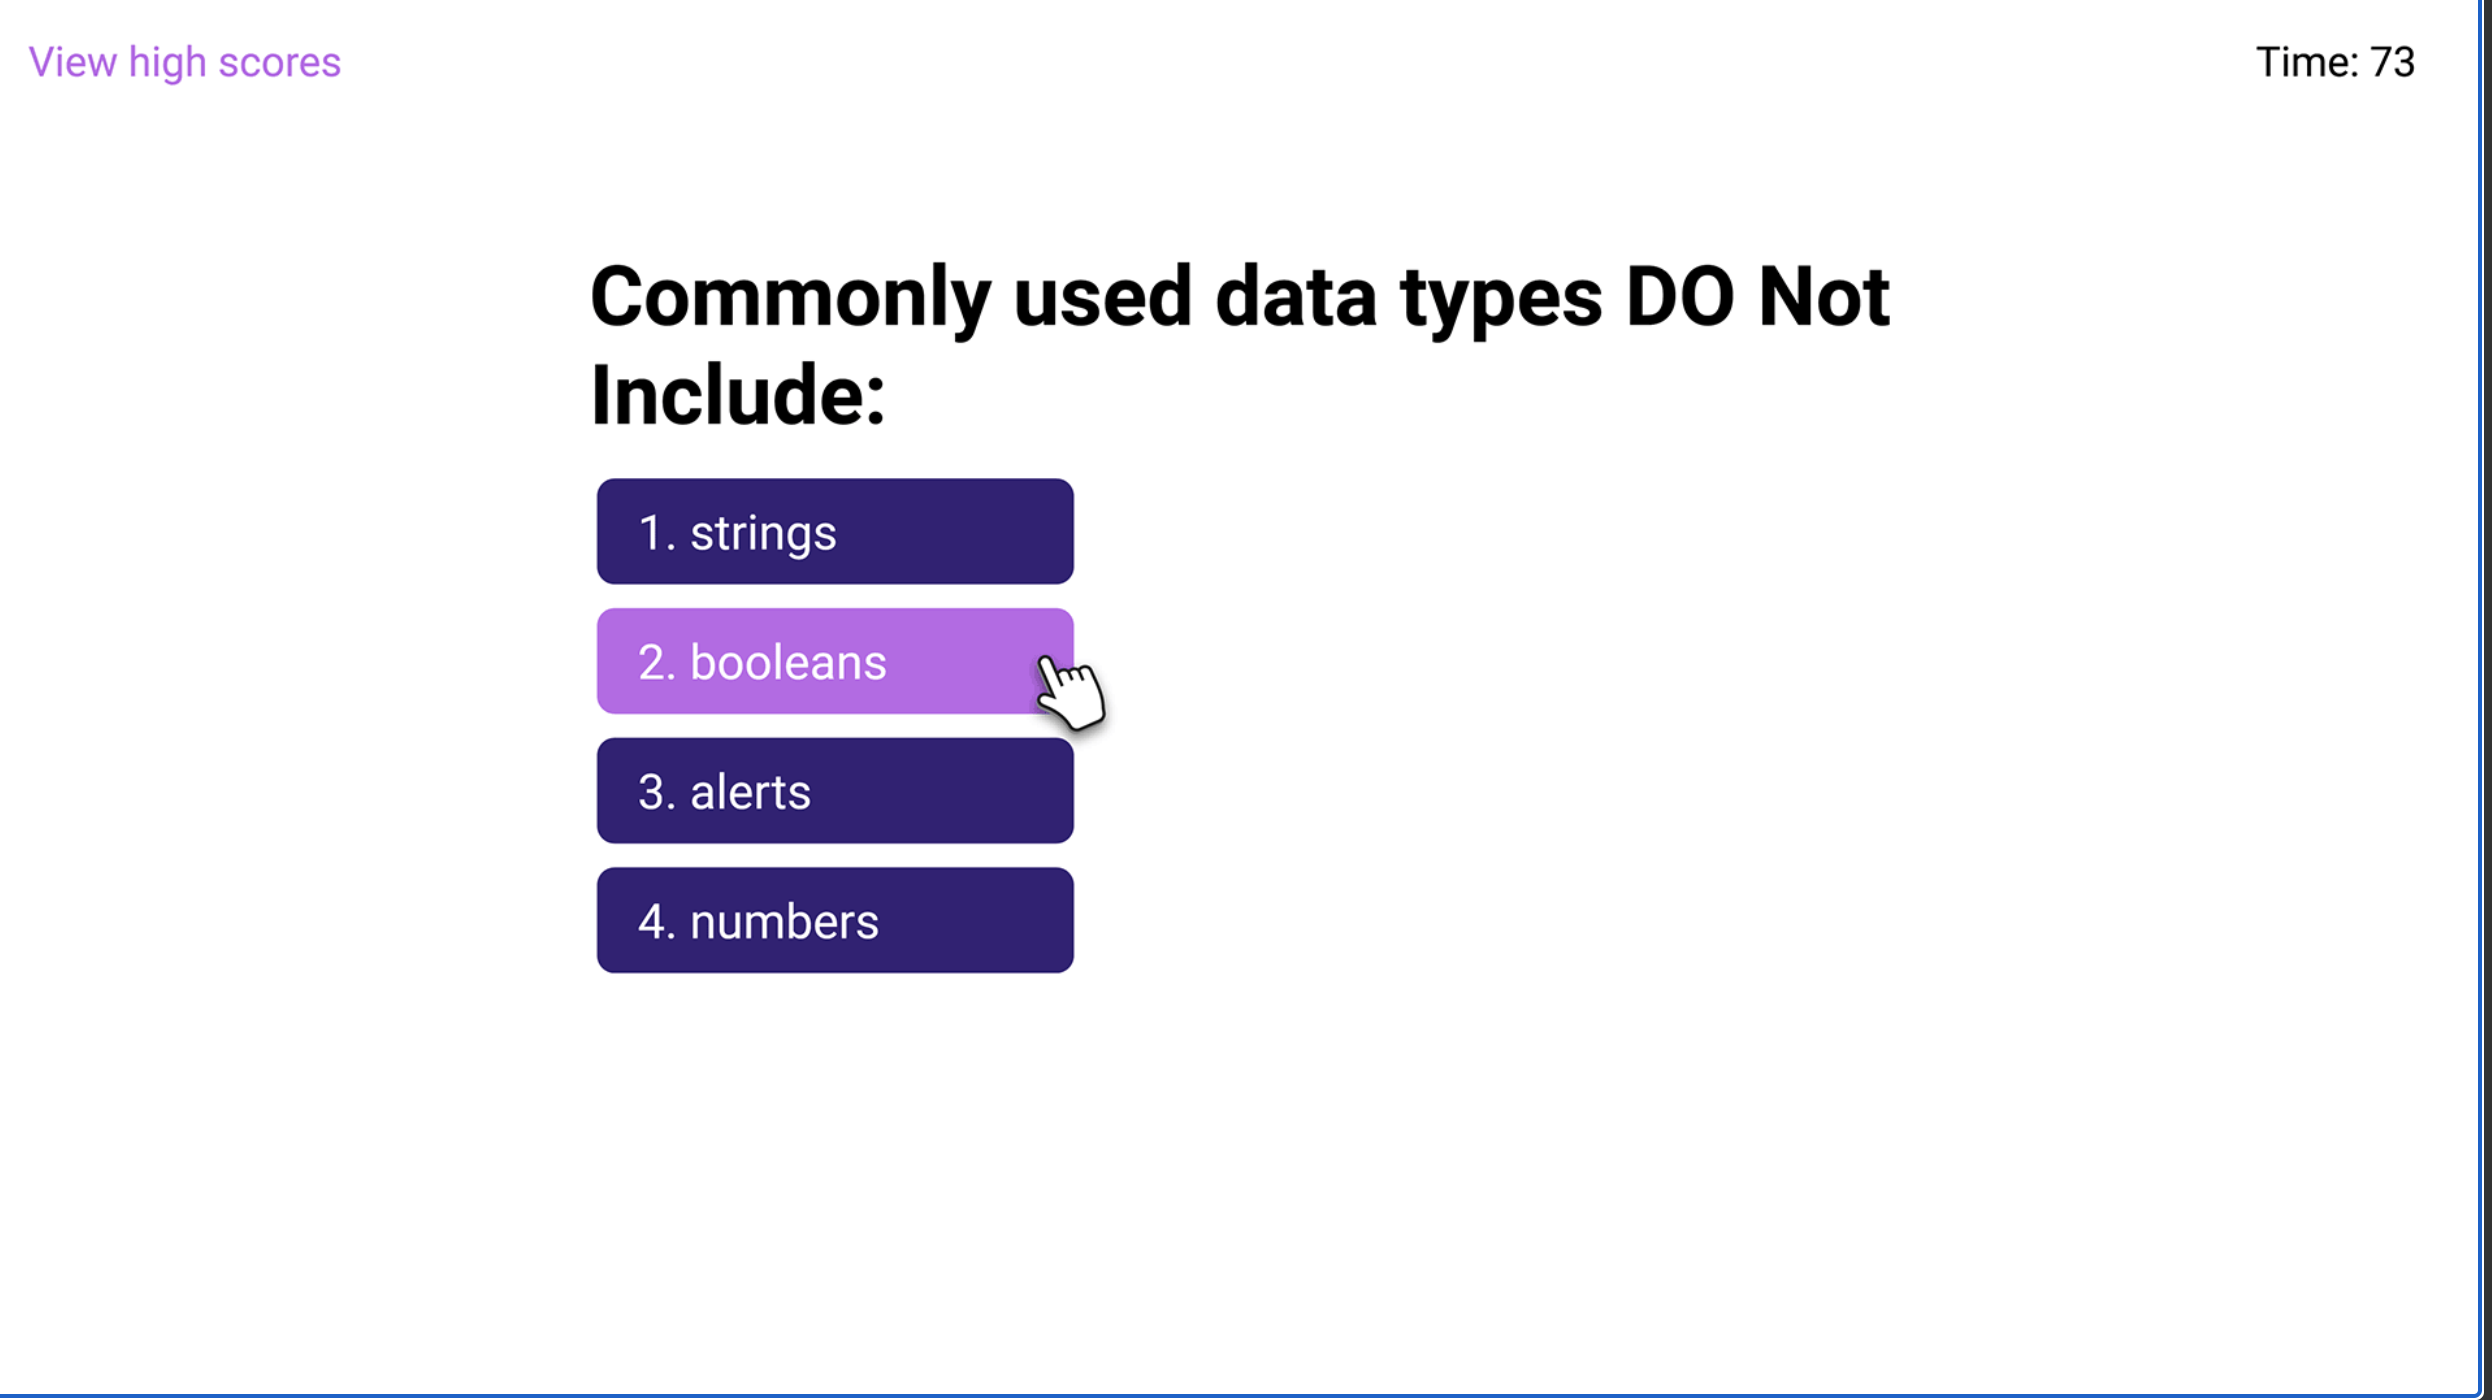 View high scores
Time: 73
Commonly used data types DO Not
Include:
1. strings
2. booleans
3. alerts
4. numbers